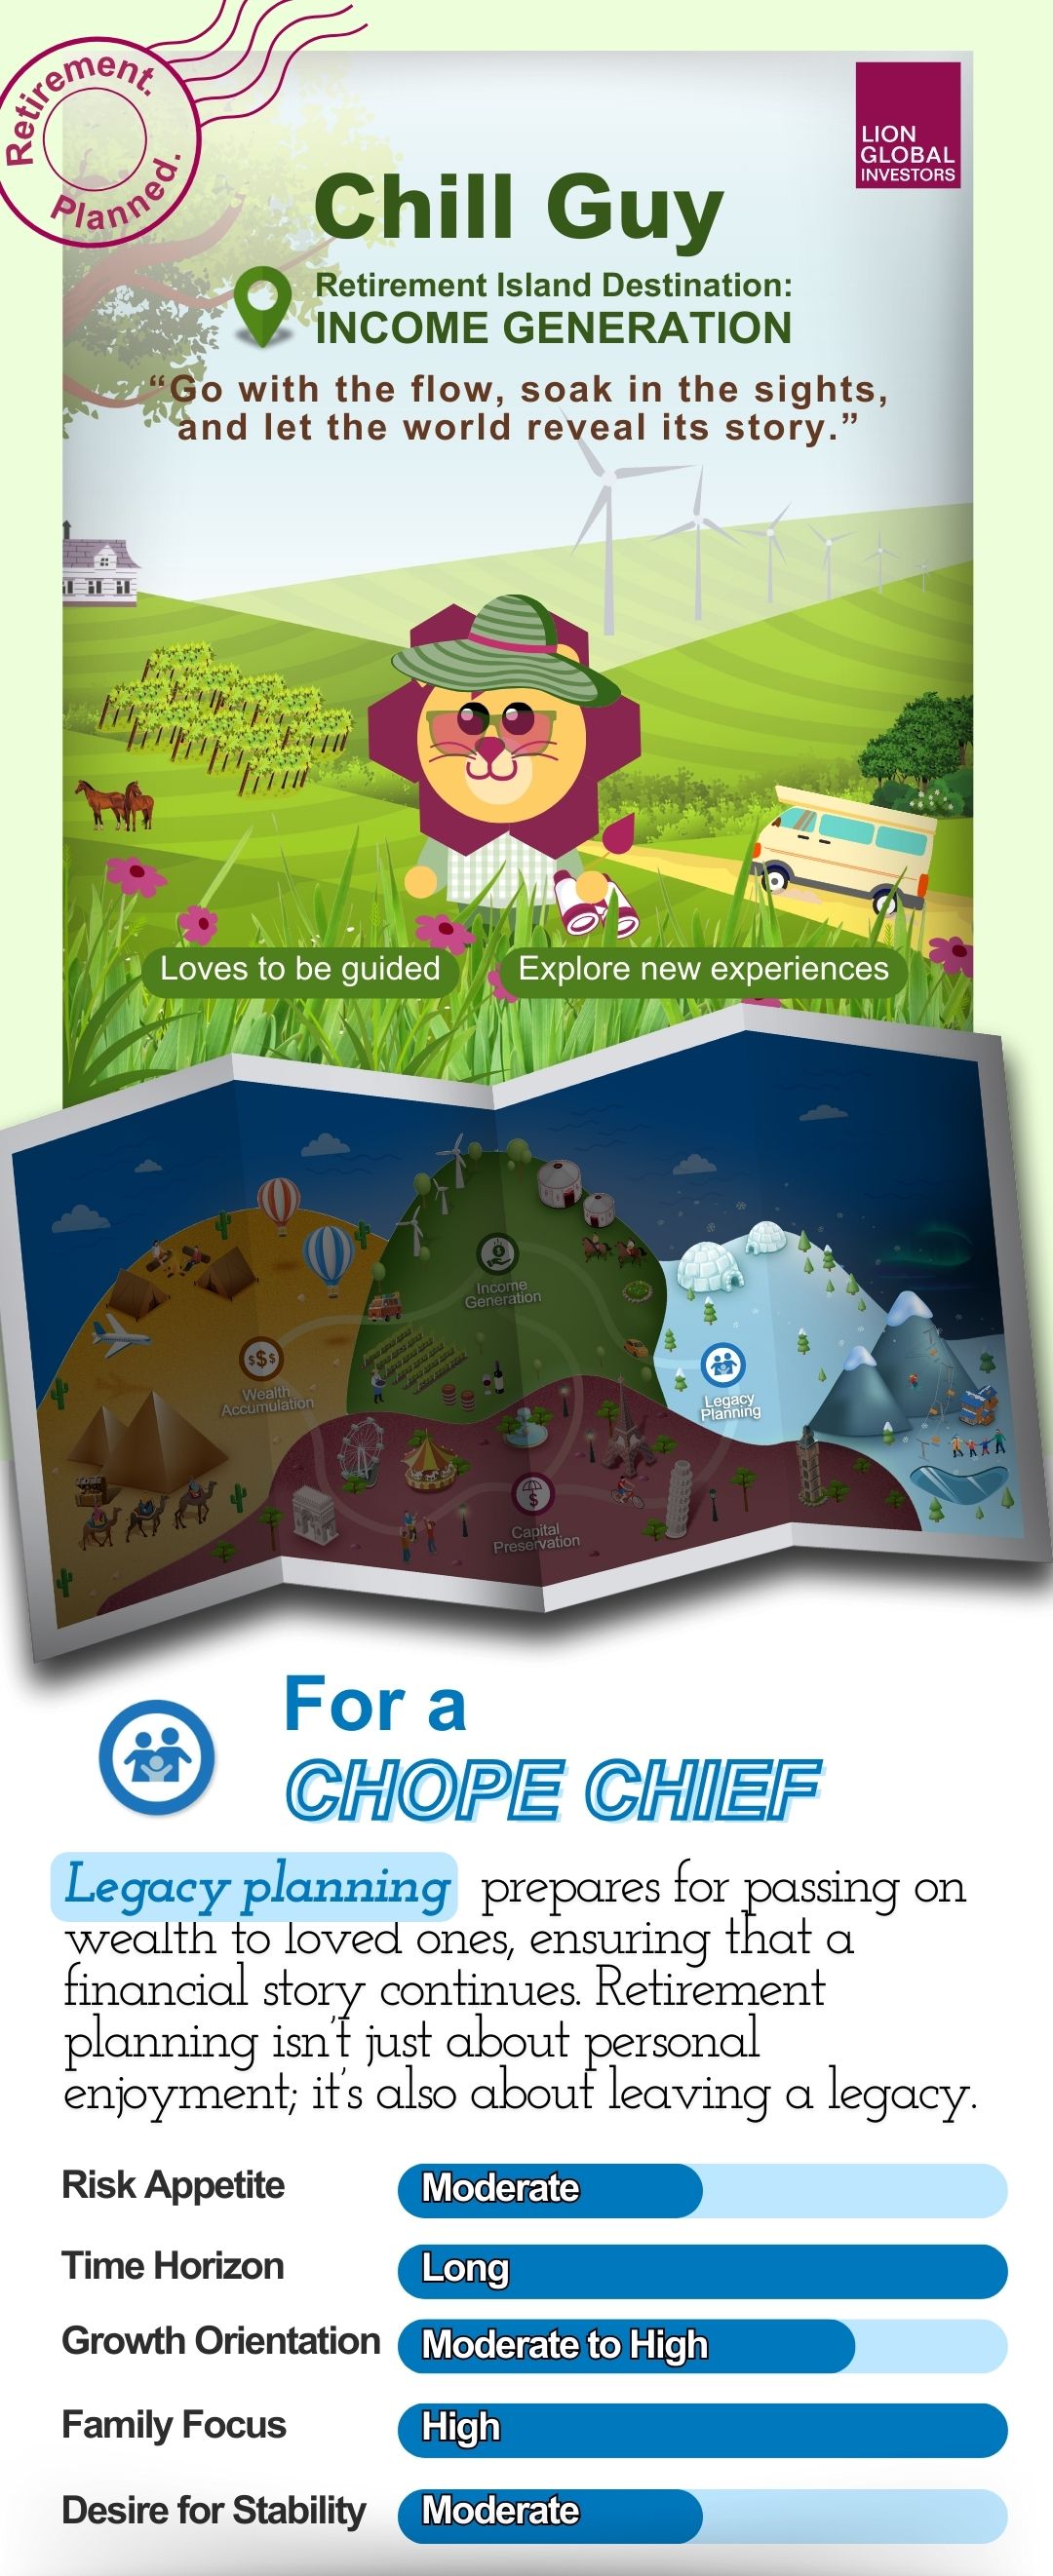 Retirement.
Planned.
LION
GLOBAL
INVESTORS
Chill Guy
Retirement Island Destination:
INCOME GENERATION
“Go with the flow, soak in the sights,
and let the world reveal its story.”
Loves to be guided
Explore new experiences
Income
Generation
$$$
Wealth
Accumulation
Legacy
Planning
$
Capital
Preservation
For a
CHOPE CHIEF
Legacy planning prepares for passing on
wealth to loved ones, ensuring that a
financial story continues. Retirement
planning isn’t just about personal
enjoyment; it’s also about leaving a legacy.
Risk Appetite Moderate
Time Horizon Long
Growth Orientation Moderate to High
Family Focus High
Desire for Stability Moderate